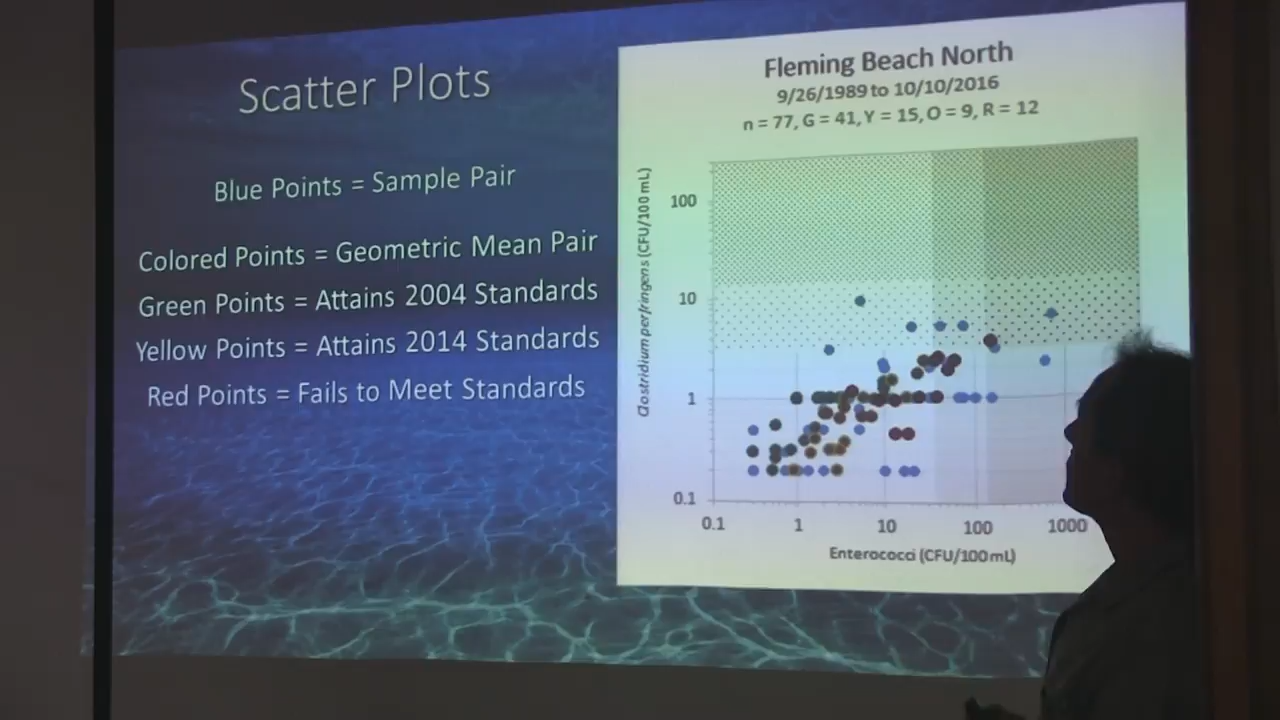 Scatter Plots
Blue Points = Sample Pair
Colored Points = Geometric Mean Pair
Green Points = Attains 2004 Standards
Yellow Points = Attains 2014 Standards
Red Points = Fails to Meet Standards
Fleming Beach North
9/26/1989 to 10/10/2016
n = 77, G = 41, Y = 15, O = 9, R = 12
Clostridium perfringens (CFU/100 mL)
100
10
1
0.1
0.1 1 10 100 1000
Enterococci (CFU/100 mL)